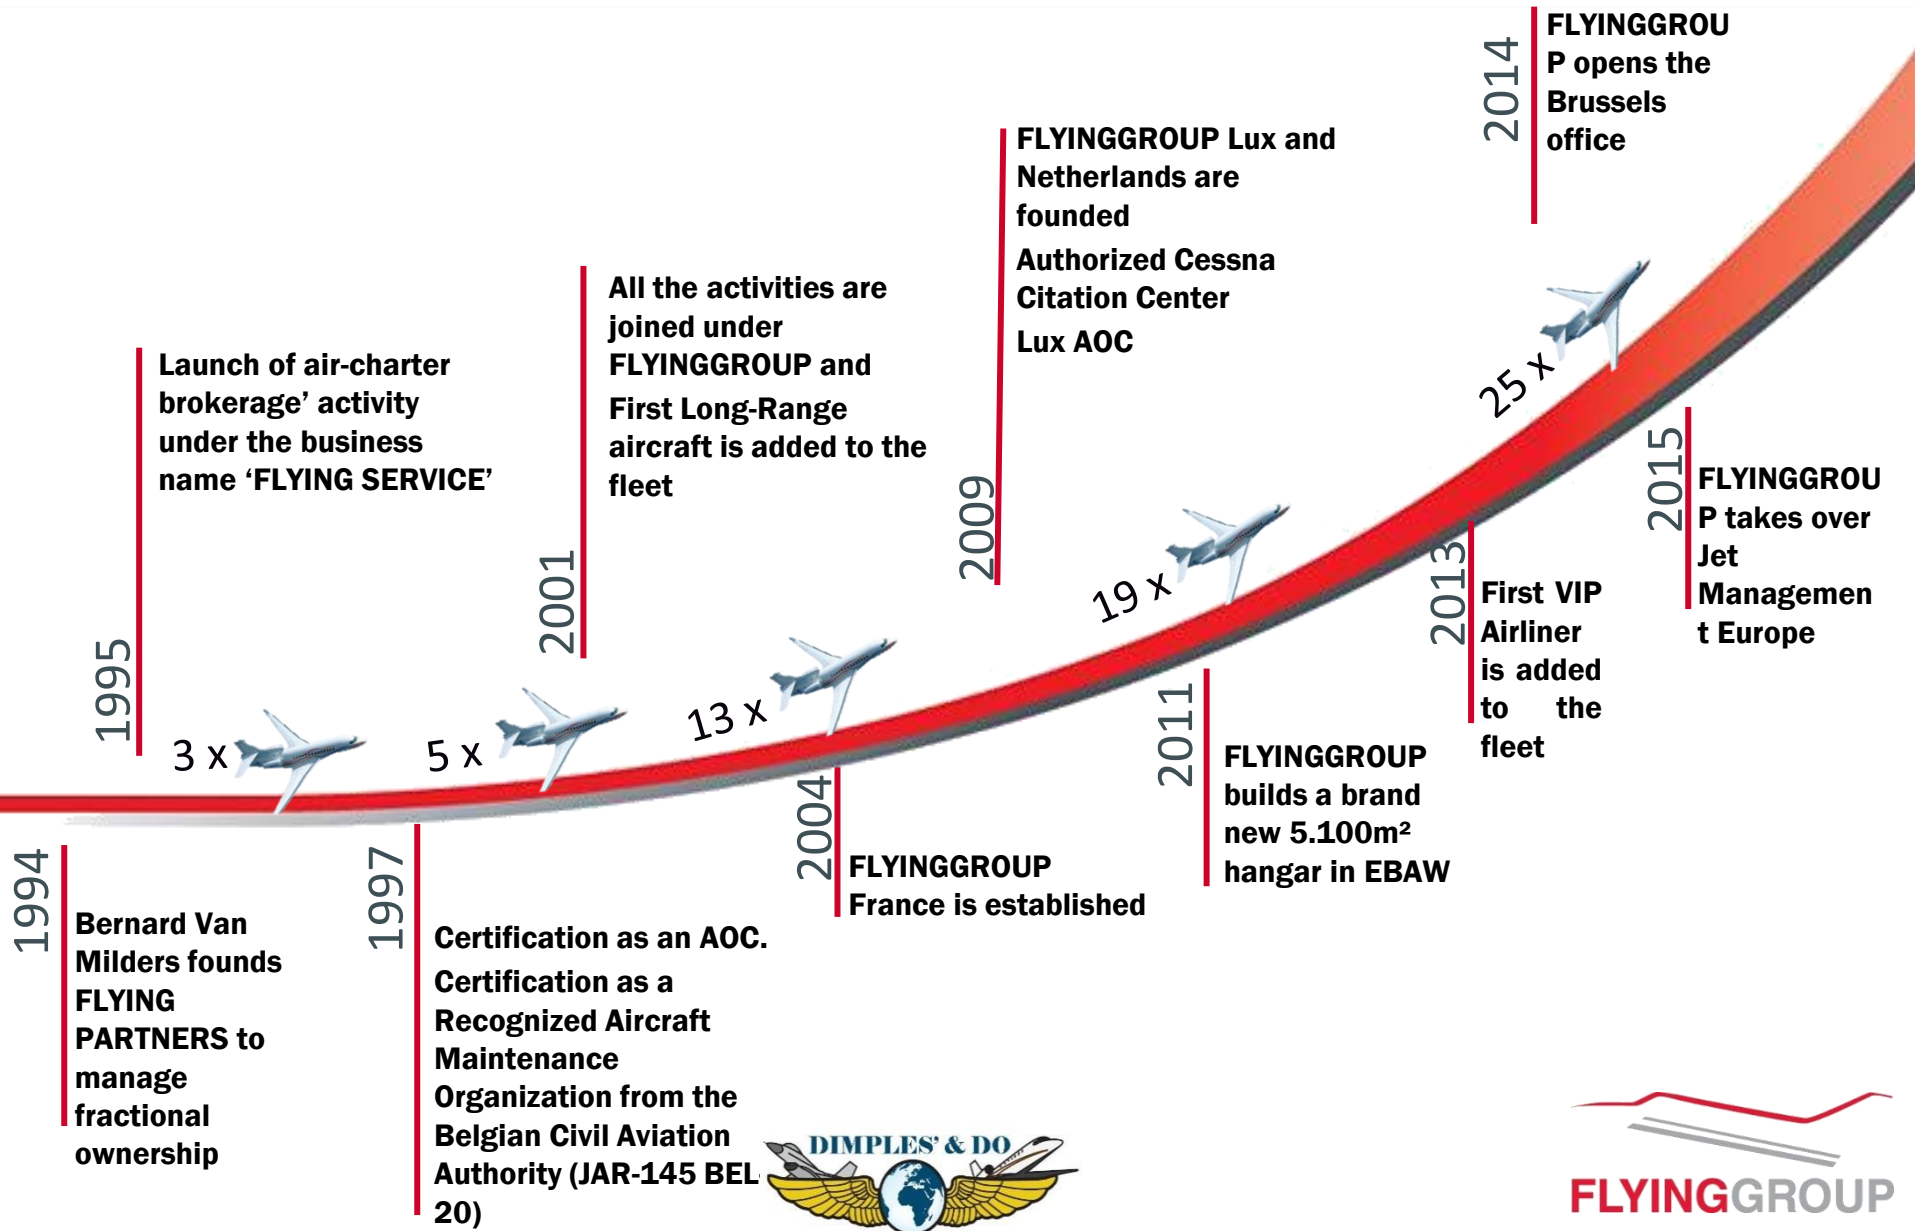 1994
Bernard Van
Milders founds
FLYING
PARTNERS to
manage
fractional
ownership
1995
Launch of air-charter
brokerage’ activity
under the business
name ‘FLYING SERVICE’
3 x
1997
Certification as an AOC.
Certification as a
Recognized Aircraft
Maintenance
Organization from the
Belgian Civil Aviation
Authority (JAR-145 BEL-
20)
5 x
2001
All the activities are
joined under
FLYINGGROUP and
First Long-Range
aircraft is added to the
fleet
13 x
2004
FLYINGGROUP
France is established
2009
FLYINGGROUP Lux and
Netherlands are
founded
Authorized Cessna
Citation Center
Lux AOC
19 x
2011
FLYINGGROUP
builds a brand
new 5.100m²
hangar in EBAW
2013
First VIP
Airliner
is added
to the
fleet
25 x
2014
FLYINGGROU
P opens the
Brussels
office
2015
FLYINGGROU
P takes over
Jet
Managemen
t Europe
DIMPLES' & DO
FLYINGGROUP